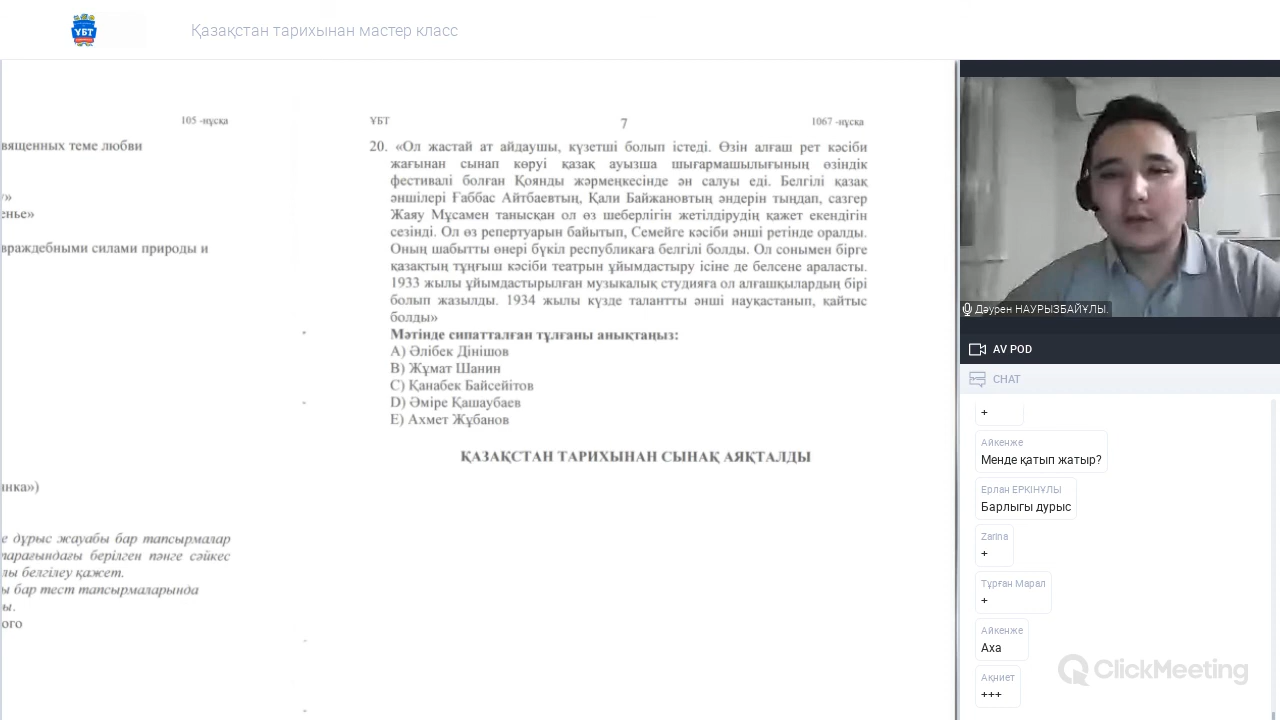 ҰБТ
Қазақстан тарихынан мастер класс
105 -нұсқа
вященных теме любви
енье»
враждебными силами природы и
инка»)
е дұрыс жауабы бар тапсырмалар
тарағындағы берілген пәнге сәйкес
лы белгілеу қажет.
ы бар тест тапсырмаларында
ы.
ого
ҰБТ
7
1067 -нұсқа
20. «Ол жастай ат айдаушы, күзетші болып істеді. Өзін алғаш рет кәсіби
жағынан сынап көруі қазақ ауызша шығармашылығының өзіндік
фестивалі болған Қоянды жәрмеңкесінде ән салуы еді. Белгілі қазақ
әншілері Ғаббас Айтбаевтың, Қали Байжановтың әндерін тыңдап, сазгер
Жаяу Мұсамен танысқан ол өз шеберлігін жетілдірудің қажет екендігін
сезінді. Ол өз репертуарын байытып, Семейге кәсіби әнші ретінде оралды.
Оның шабытты өнері бүкіл республикаға белгілі болды. Ол сонымен бірге
қазақтың тұңғыш кәсіби театрын ұйымдастыру ісіне де белсене араласты.
1933 жылы ұйымдастырылған музыкалық студияға ол алғашқылардың бірі
болып жазылды. 1934 жылы күзде талантты әнші науқастанып, қайтыс
болды»
Мәтінде сипатталған тұлғаны анықтаңыз:
A) Әлібек Дінішов
B) Жұмат Шанин
C) Қанабек Байсейітов
D) Әміре Қашаубаев
E) Ахмет Жұбанов
ҚАЗАҚСТАН ТАРИХЫНАН СЫНАҚ АЯҚТАЛДЫ
Дәурен НАУРЫЗБАЙҰЛЫ.
AV POD
CHAT
+
Айкенже
Менде қатып жатыр?
Ерлан ЕРКІНҰЛЫ
Барлыгы дурыс
Zarina
+
Тұрған Марал
+
Айкенже
Аха
Ақниет
+++
ClickMeeting